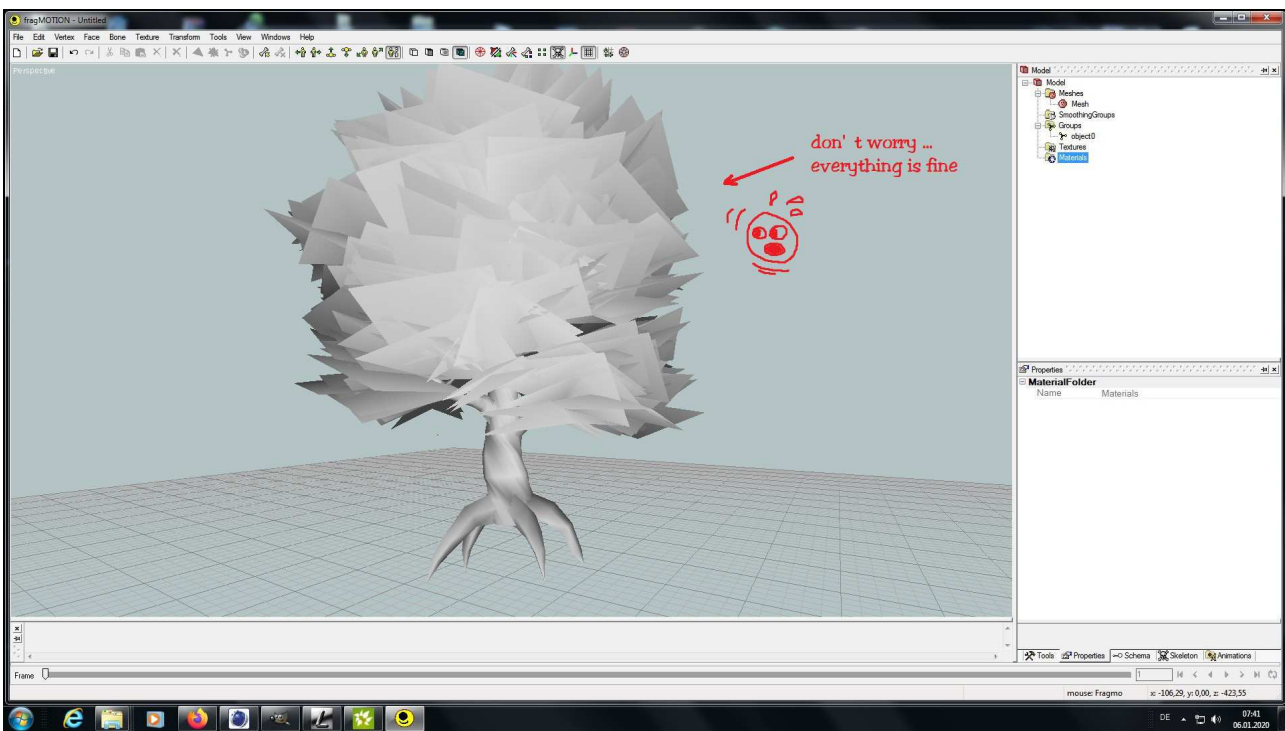 fragMOTION - Untitled
File Edit Vertex Face Bone Texture Transform Tools View Windows Help
Perspective
don' t worry ...
everything is fine
Model
Model
Meshes
Mesh
SmoothingGroups
Groups
object0
Textures
Materials
Properties
MaterialFolder
Name Materials
Tools Properties Schema Skeleton Animations
Frame 1
mouse: Fragmo x: -106,29, y: 0,00, z: -423,55
DE 07:41
06.01.2020